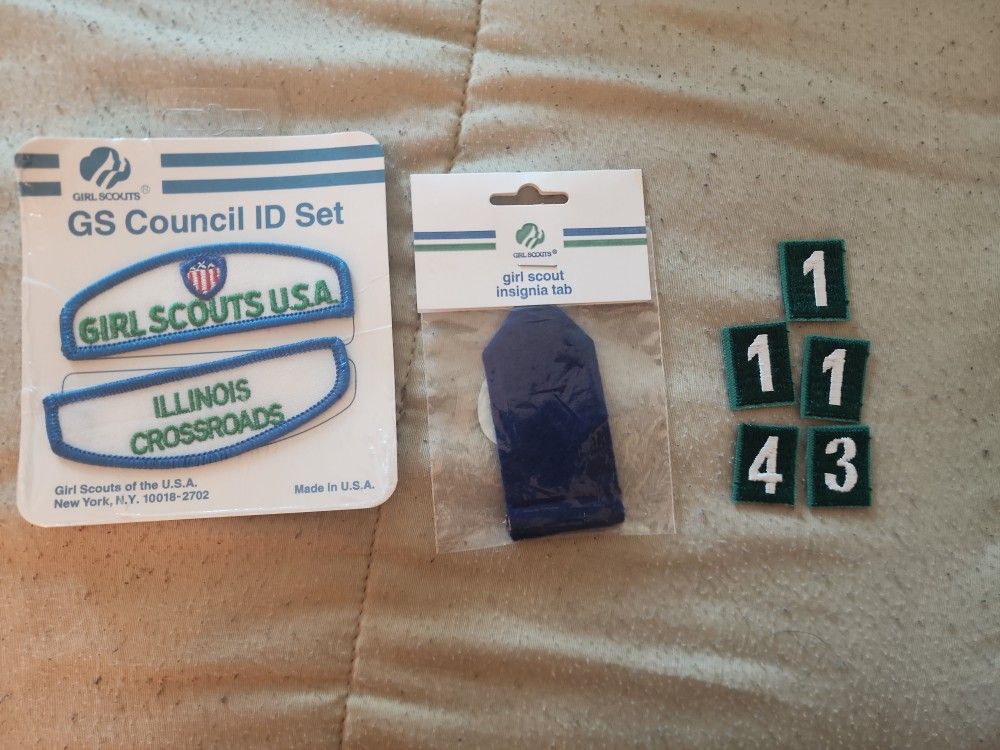 GIRL SCOUTS®
GS Council ID Set
GIRL SCOUTS U.S.A.
ILLINOIS
CROSSROADS
Girl Scouts of the U.S.A.
New York, N.Y. 10018-2702
Made in U.S.A.
GIRL SCOUTS®
girl scout
insignia tab
1
1 1
4 3